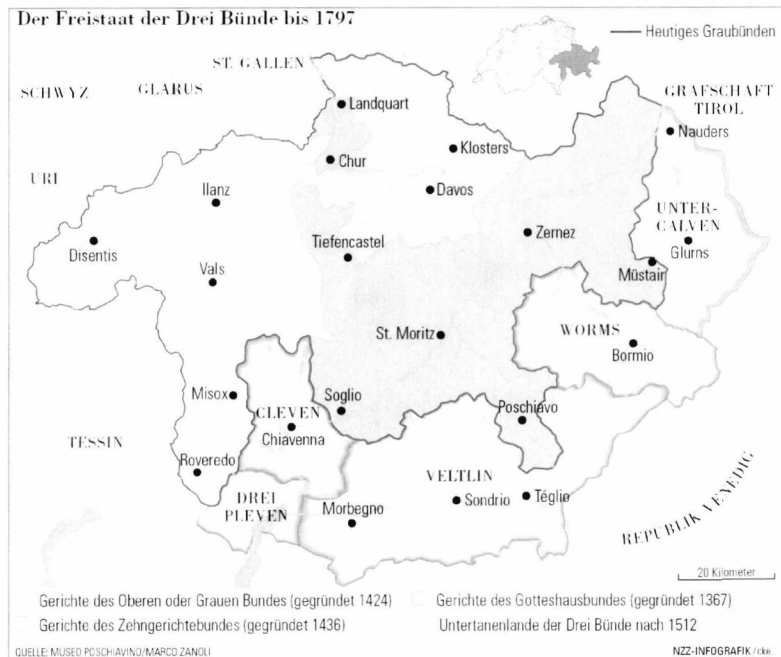 Der Freistaat der Drei Bünde bis 1797
Heutiges Graubünden
ST. GALLEN
SCHWYZ
GLARUS
GRAFSCHAFT
TIROL
Landquart
Nauders
Klosters
Chur
URI
Ilanz
Davos
UNTER-
CALVEN
Zernez
Glurns
Disentis
Tiefencastel
Müstair
Vals
St. Moritz
WORMS
Bormio
Misox
Soglio
CLEVEN
Chiavenna
Poschiavo
TESSIN
Roveredo
VELTLIN
DREI
PLEVEN
Morbegno
Sondrio
Téglio
REPUBLIK VENEDIG
20 Kilometer
Gerichte des Oberen oder Grauen Bundes (gegründet 1424)
Gerichte des Gotteshausbundes (gegründet 1367)
Gerichte des Zehngerichtebundes (gegründet 1436)
Untertanenlande der Drei Bünde nach 1512
QUELLE: MUSEO POSCHIAVINO/MARCO ZANOLI
NZZ-INFOGRAFIK/cke.